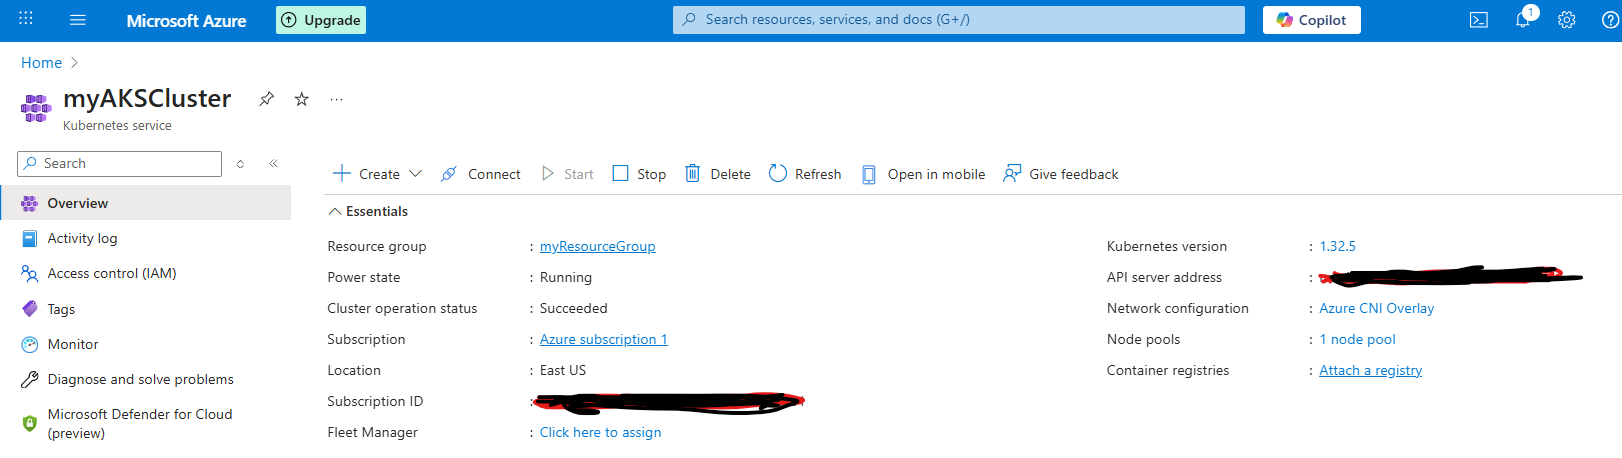 Microsoft Azure Upgrade Search resources, services, and docs (G+/) Copilot 1
Home
myAKSCluster
Kubernetes service
Search
Create Connect Start Stop Delete Refresh Open in mobile Give feedback
Overview
Activity log
Access control (IAM)
Tags
Monitor
Diagnose and solve problems
Microsoft Defender for Cloud
(preview)
Essentials
Resource group : myResourceGroup
Power state : Running
Cluster operation status : Succeeded
Subscription : Azure subscription 1
Location : East US
Subscription ID :
Fleet Manager : Click here to assign
Kubernetes version : 1.32.5
API server address :
Network configuration : Azure CNI Overlay
Node pools : 1 node pool
Container registries : Attach a registry